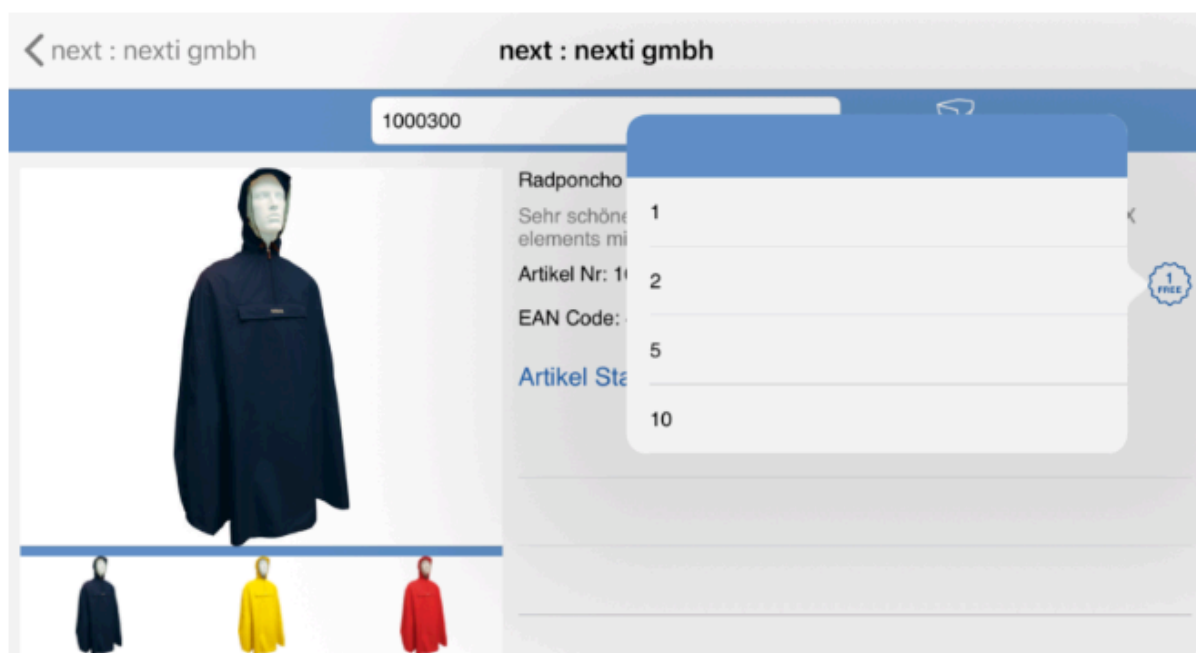 next : nexti gmbh
next : nexti gmbh
1000300
Radponcho
Sehr schöne
X
elements mi
Artikel Nr:
EAN Code:
Artikel Sta
1
2
5
10
1
FREE